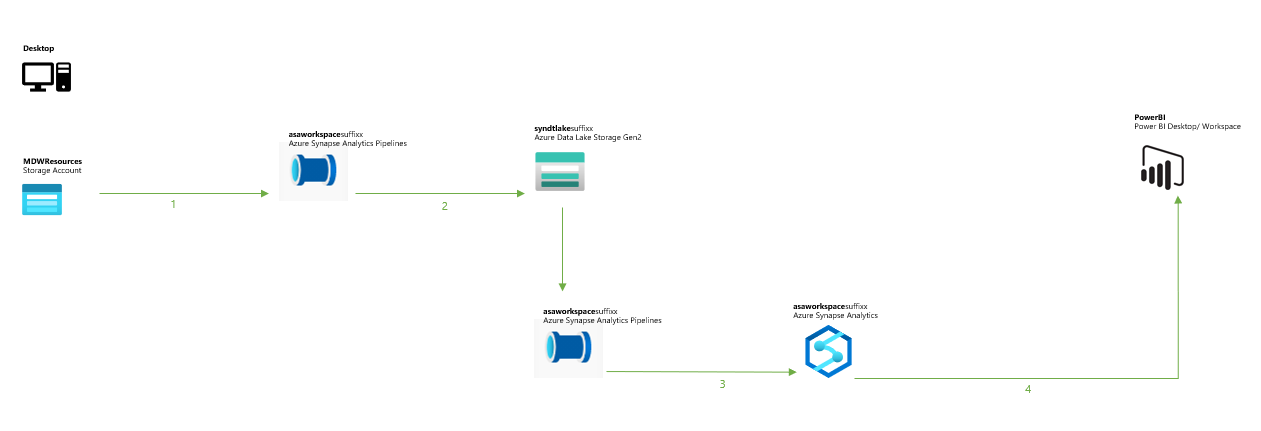 Desktop
MDWResources
Storage Account
1
asaworkspacesuffixx
Azure Synapse Analytics Pipelines
2
syndtlakesuffixx
Azure Data Lake Storage Gen2
PowerBI
Power BI Desktop/ Workspace
asaworkspacesuffixx
Azure Synapse Analytics Pipelines
3
asaworkspacesuffixx
Azure Synapse Analytics
4